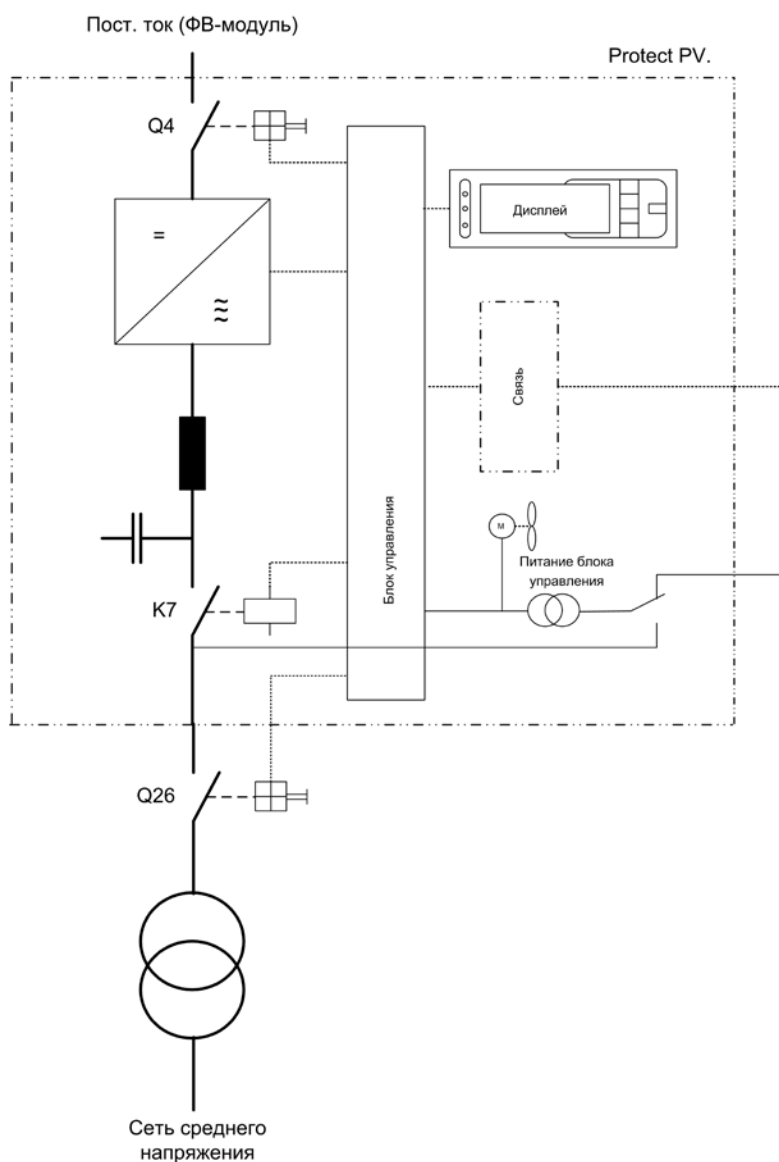 Пост. ток (ФВ-модуль)
Protect PV.
Q4
Дисплей
=
≈
~
Связь
Блок управления
M
Питание блока
управления
K7
Q26
Сеть среднего
напряжения